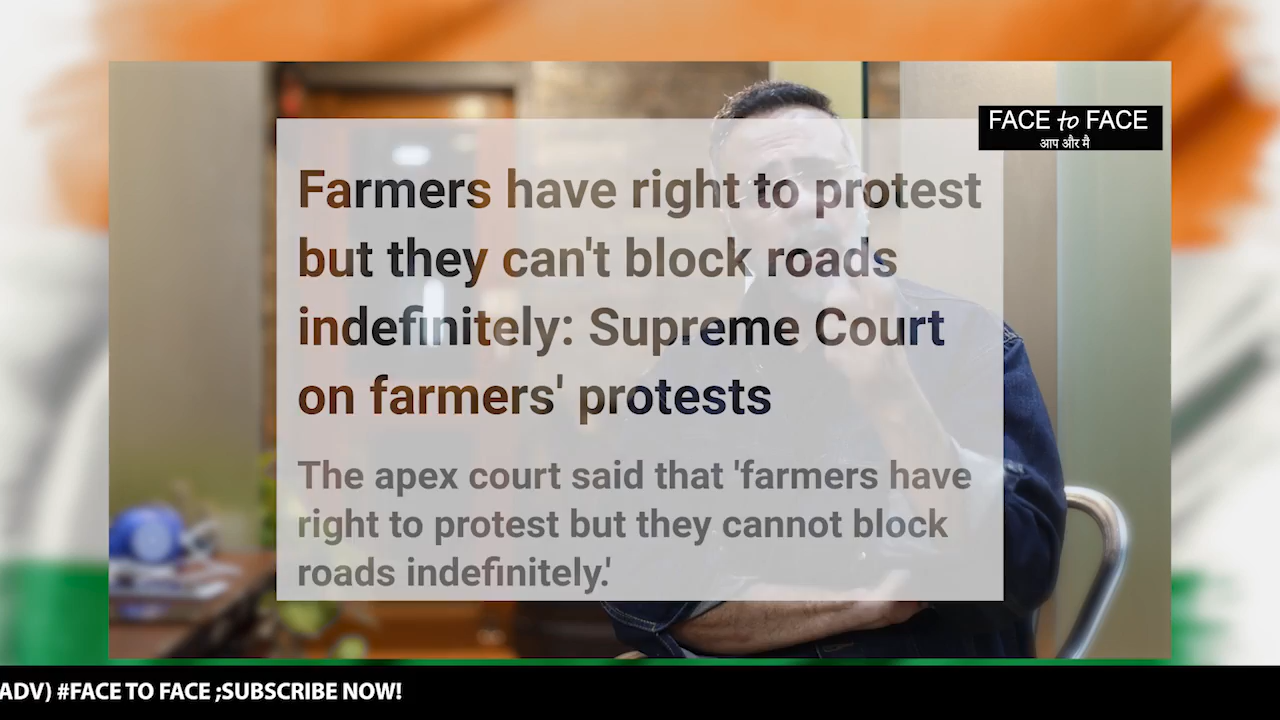 FACE to FACE
आप और मै
Farmers have right to protest
but they can't block roads
indefinitely: Supreme Court
on farmers' protests
The apex court said that 'farmers have
right to protest but they cannot block
roads indefinitely.'
ADV) #FACE TO FACE ;SUBSCRIBE NOW!